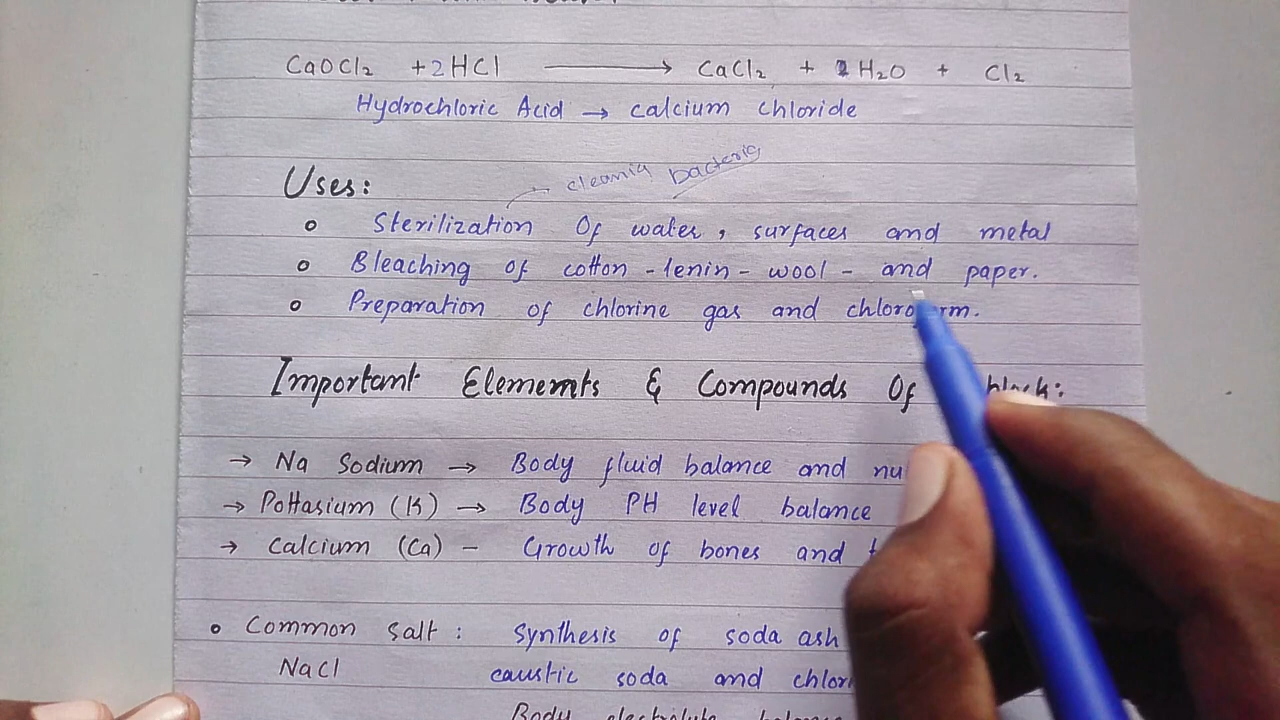 CaOCl2 +2HCl ⟶ CaCl2 + H2O + Cl2
Hydrochloric Acid → calcium chloride
→ cleaning bacteria
Uses:
Sterilization Of water, surfaces and metal
Bleaching of cotton - lenin - wool - and paper.
Preparation of chlorine gas and
Important Elements & Compounds Of
→ Na Sodium → Body fluid balance and
→ Pottasium (K) → Body PH level balance
→ Calcium (Ca) - Growth of bones and
Common Salt: Synthesis of soda ash
NaCl caustic soda and
Body balance